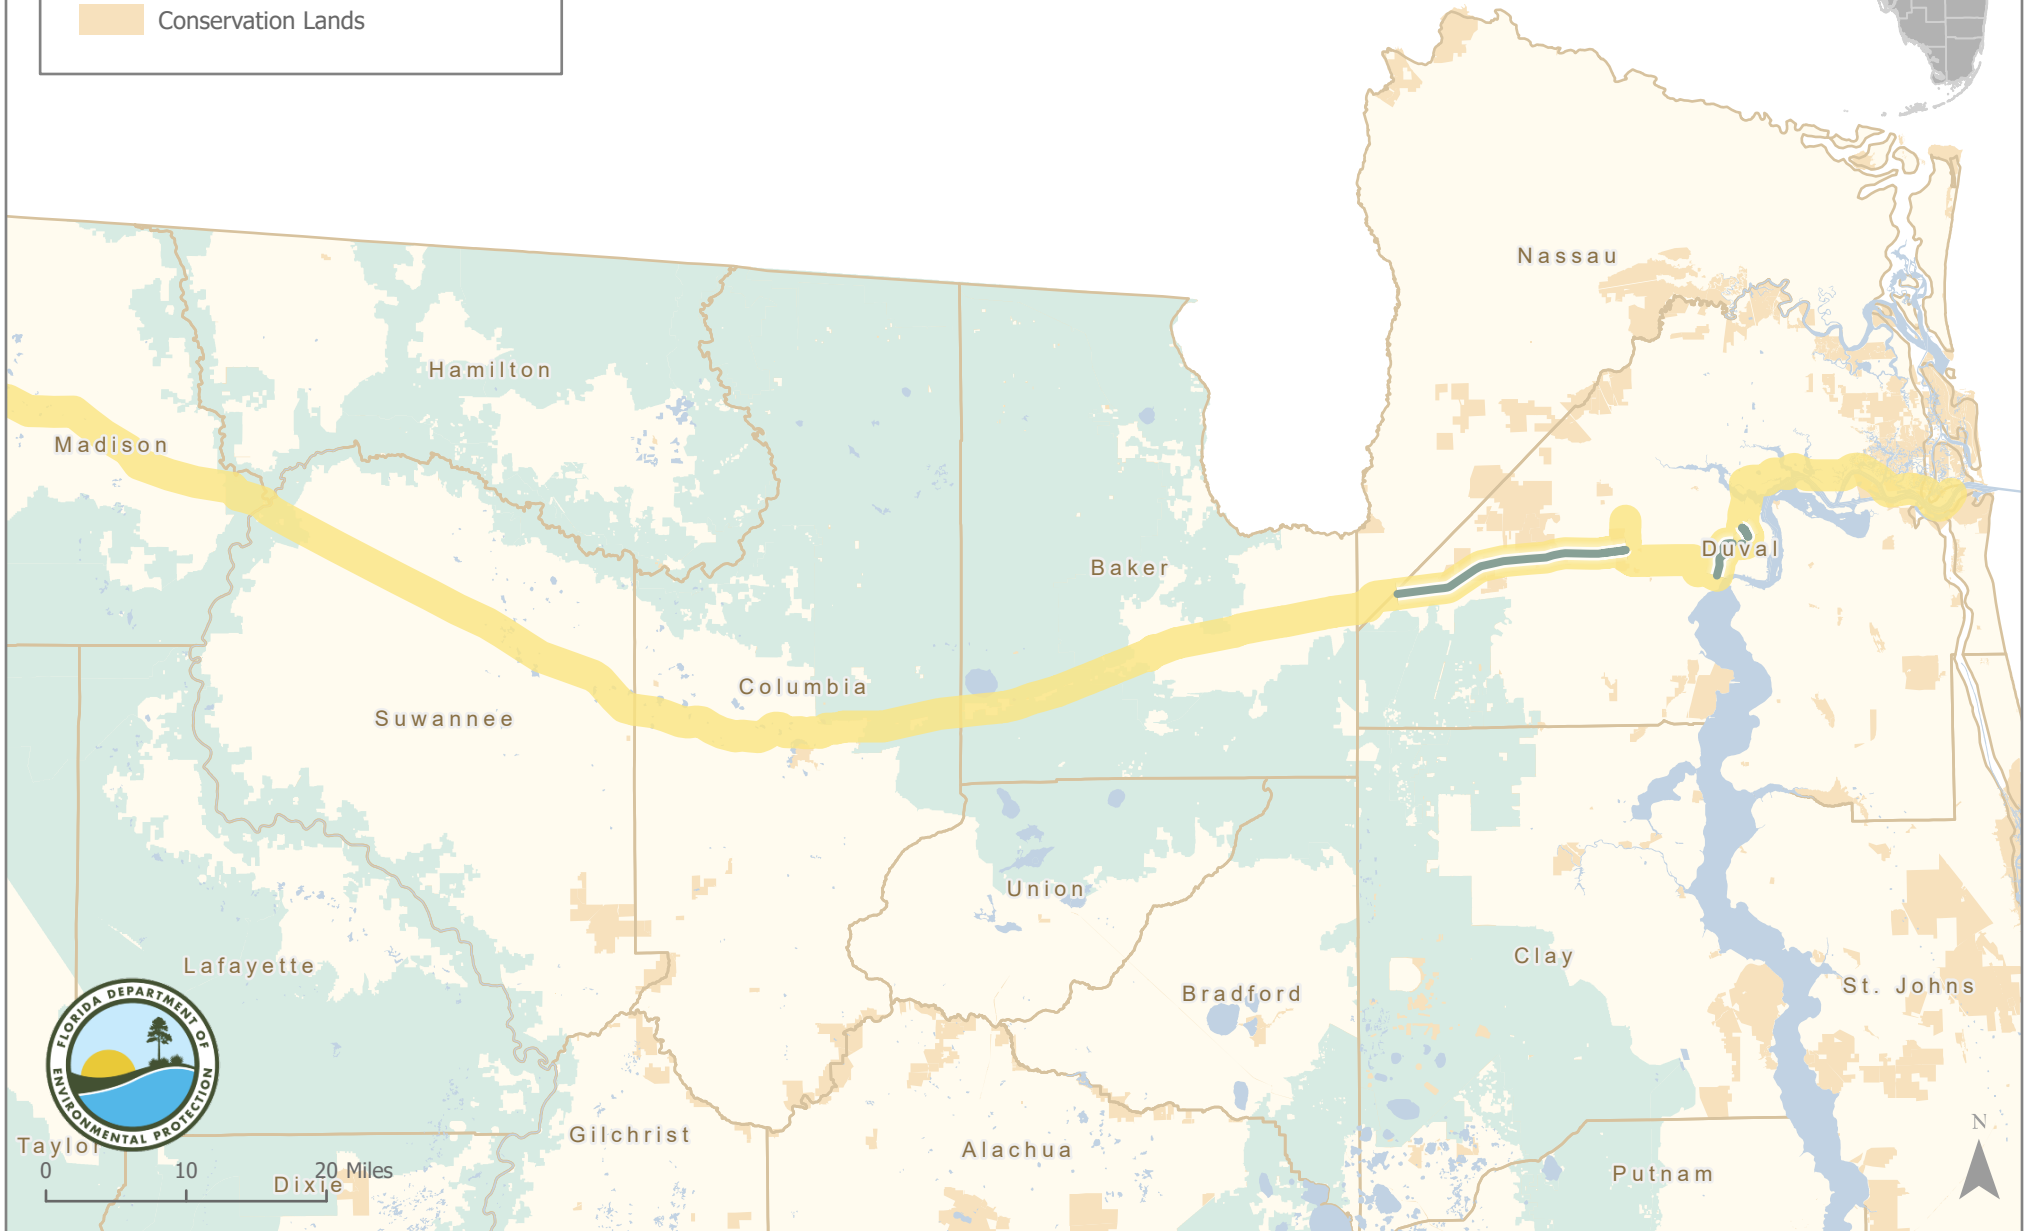 Conservation Lands
Nassau
Hamilton
Madison
Duval
Baker
Columbia
Suwannee
Union
Clay
Lafayette
St. Johns
Bradford
FLORIDA DEPARTMENT OF
ENVIRONMENTAL PROTECTION
N
Gilchrist
Taylor
Alachua
Putnam
0 10 20 Miles
Dixie